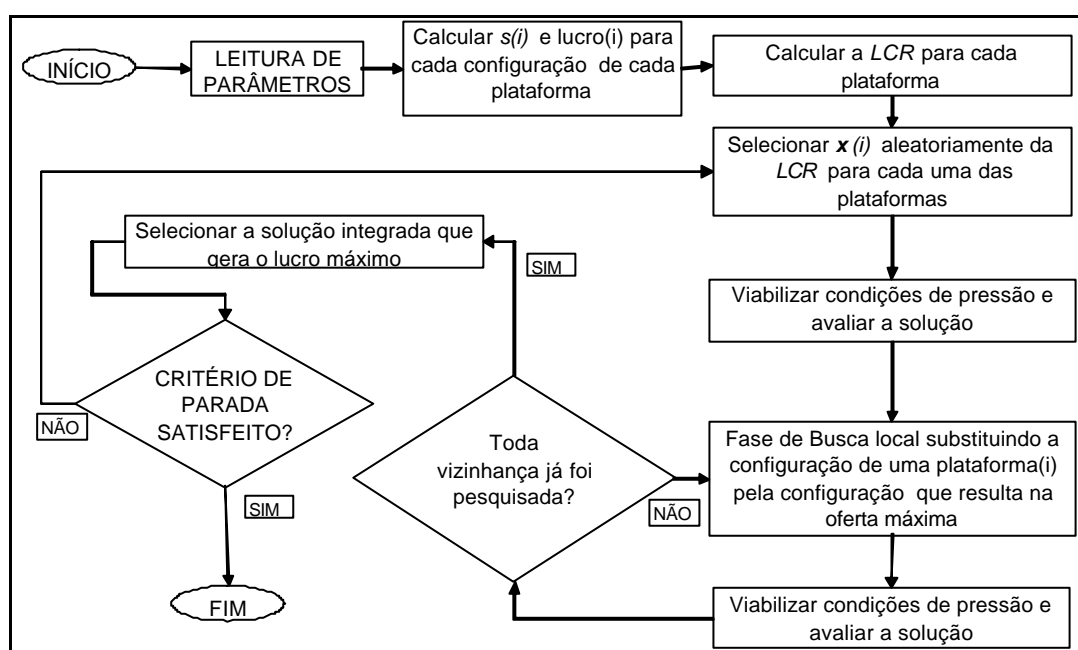 INÍCIO
LEITURA DE
PARÂMETROS
Calcular s(i) e lucro(i) para
cada configuração de cada
plataforma
Calcular a LCR para cada
plataforma
Selecionar x (i) aleatoriamente da
LCR para cada uma das
plataformas
Viabilizar condições de pressão e
avaliar a solução
Fase de Busca local substituindo a
configuração de uma plataforma(i)
pela configuração que resulta na
oferta máxima
Viabilizar condições de pressão e
avaliar a solução
Toda
vizinhança já foi
pesquisada?
NÃO
SIM
Selecionar a solução integrada que
gera o lucro máximo
CRITÉRIO DE
PARADA
SATISFEITO?
NÃO
SIM
FIM